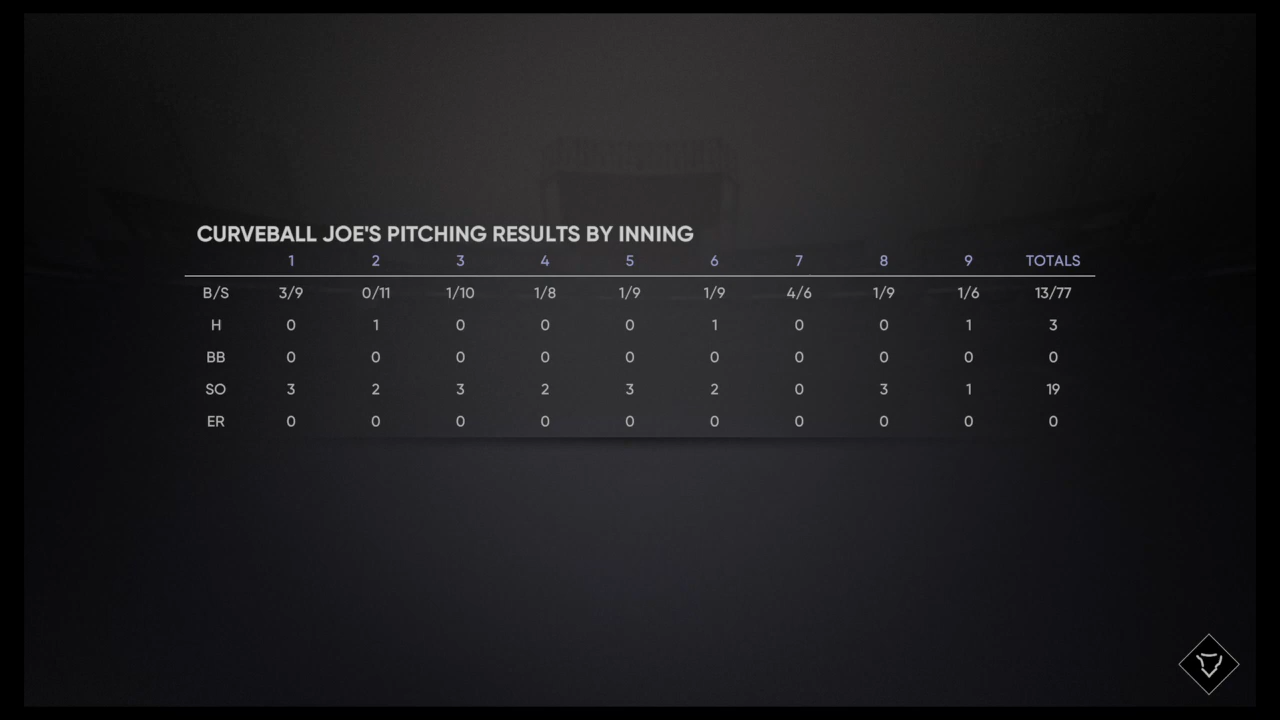 CURVEBALL JOE'S PITCHING RESULTS BY INNING
1 2 3 4 5 6 7 8 9 TOTALS
B/S 3/9 0/11 1/10 1/8 1/9 1/9 4/6 1/9 1/6 13/77
H 0 1 0 0 0 1 0 0 1 3
BB 0 0 0 0 0 0 0 0 0 0
SO 3 2 3 2 3 2 0 3 1 19
ER 0 0 0 0 0 0 0 0 0 0